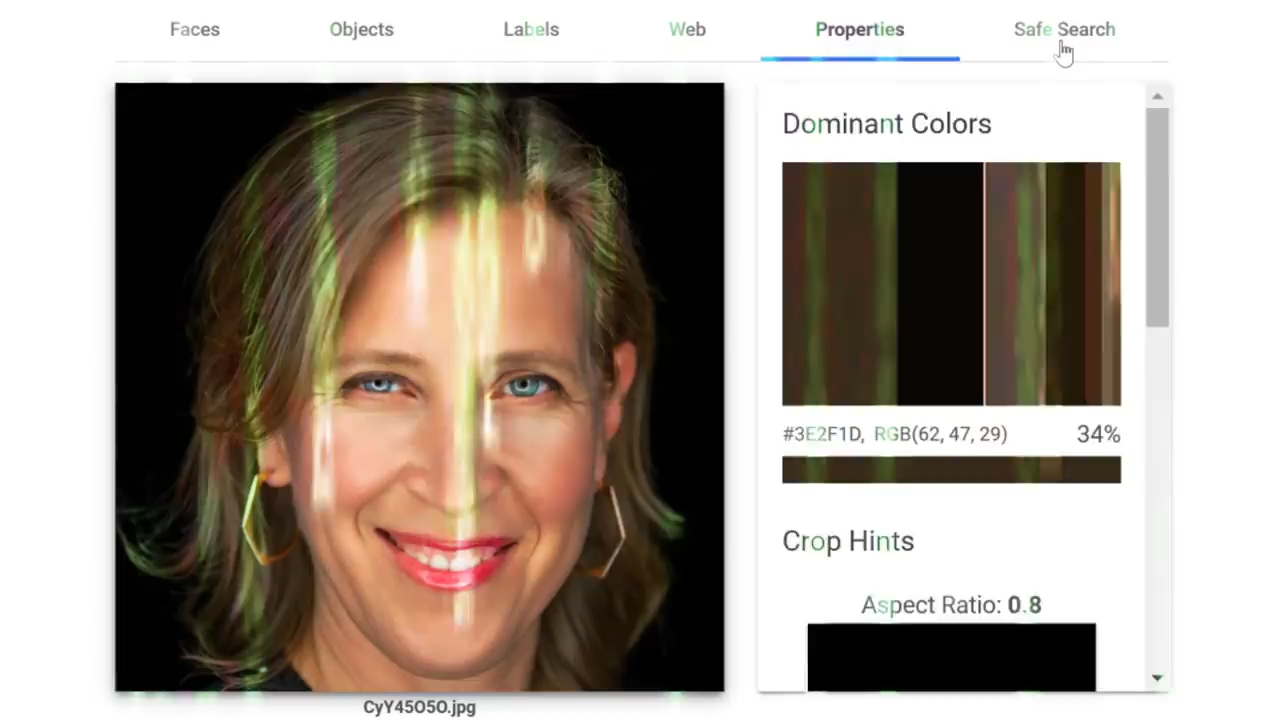 Faces Objects Labels Web Properties Safe Search
Dominant Colors
#3E2F1D, RGB(62, 47, 29) 34%
Crop Hints
Aspect Ratio: 0.8
CyY45O5O.jpg